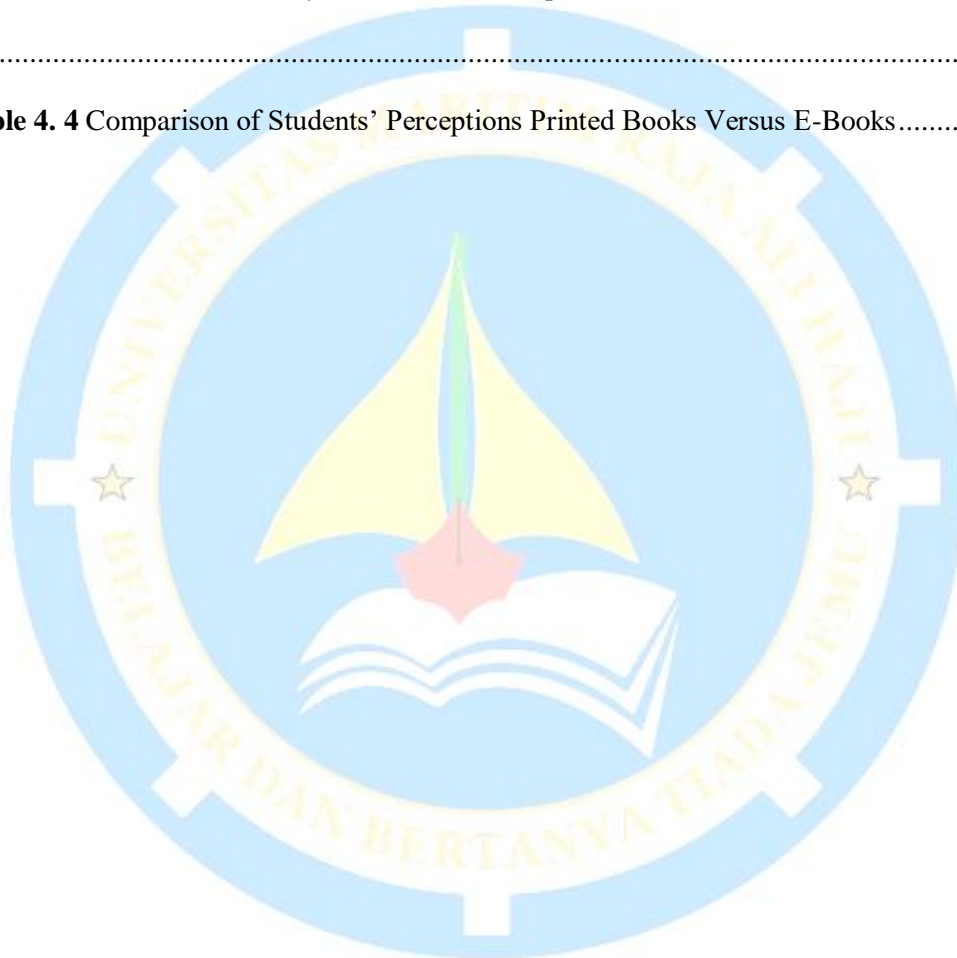 ................................................................................................................................
ble 4. 4 Comparison of Students’ Perceptions Printed Books Versus E-Books.........
UNIVERSITAS MARITIM RAJA ALI HAJI
BELAJAR DAN BERTANYA TIADA JEMU